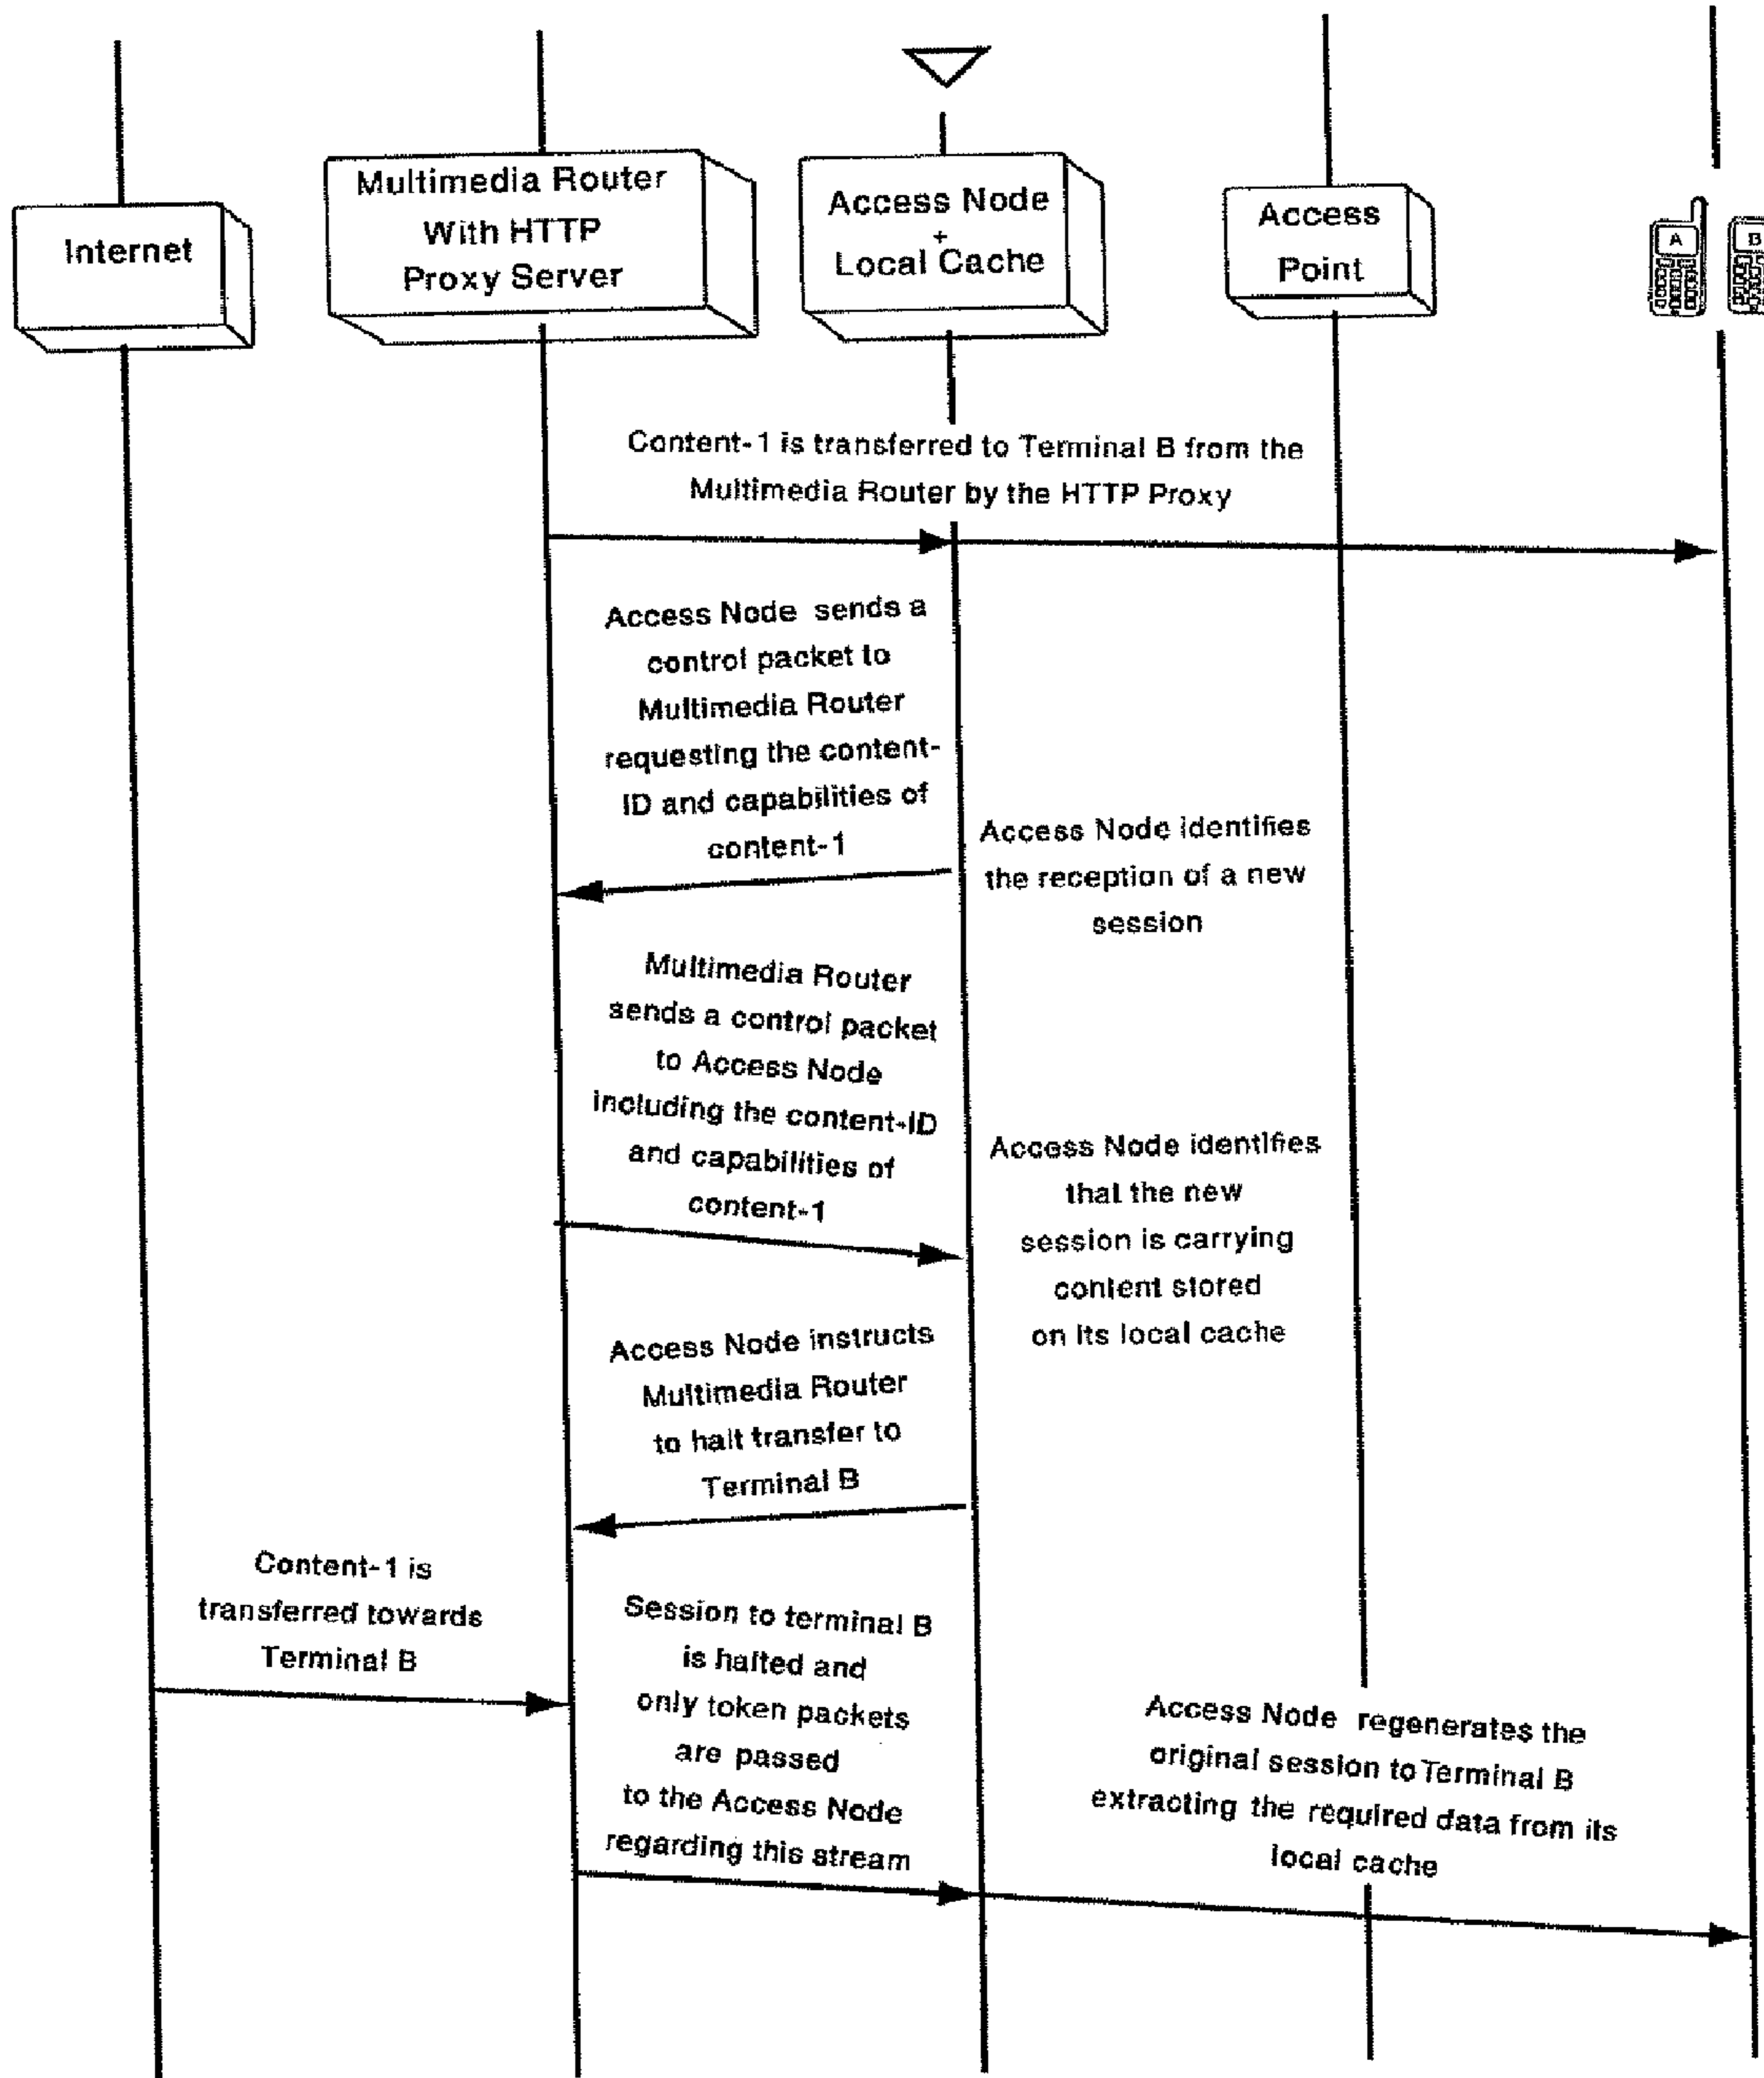 Internet
Multimedia Router
With HTTP
Proxy Server
Access Node
+
Local Cache
Access
Point
A
B
Content-1 is transferred to Terminal B from the
Multimedia Router by the HTTP Proxy
Access Node sends a
control packet to
Multimedia Router
requesting the content-
ID and capabilities of
content-1
Access Node identifies
the reception of a new
session
Multimedia Router
sends a control packet
to Access Node
including the content-ID
and capabilities of
content-1
Access Node identifies
that the new
session is carrying
content stored
on its local cache
Access Node instructs
Multimedia Router
to halt transfer to
Terminal B
Content-1 is
transferred towards
Terminal B
Session to terminal B
is halted and
only token packets
are passed
to the Access Node
regarding this stream
Access Node regenerates the
original session to Terminal B
extracting the required data from its
local cache